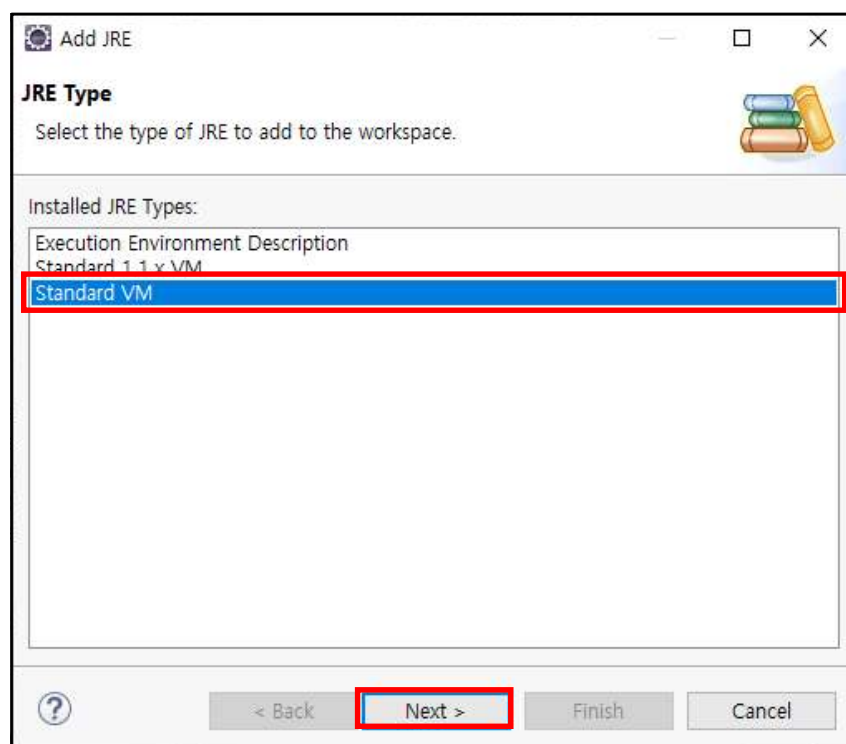 Add JRE
JRE Type
Select the type of JRE to add to the workspace.
Installed JRE Types:
Execution Environment Description
Standard 1.1.x VM
Standard VM
?
< Back Next > Finish Cancel